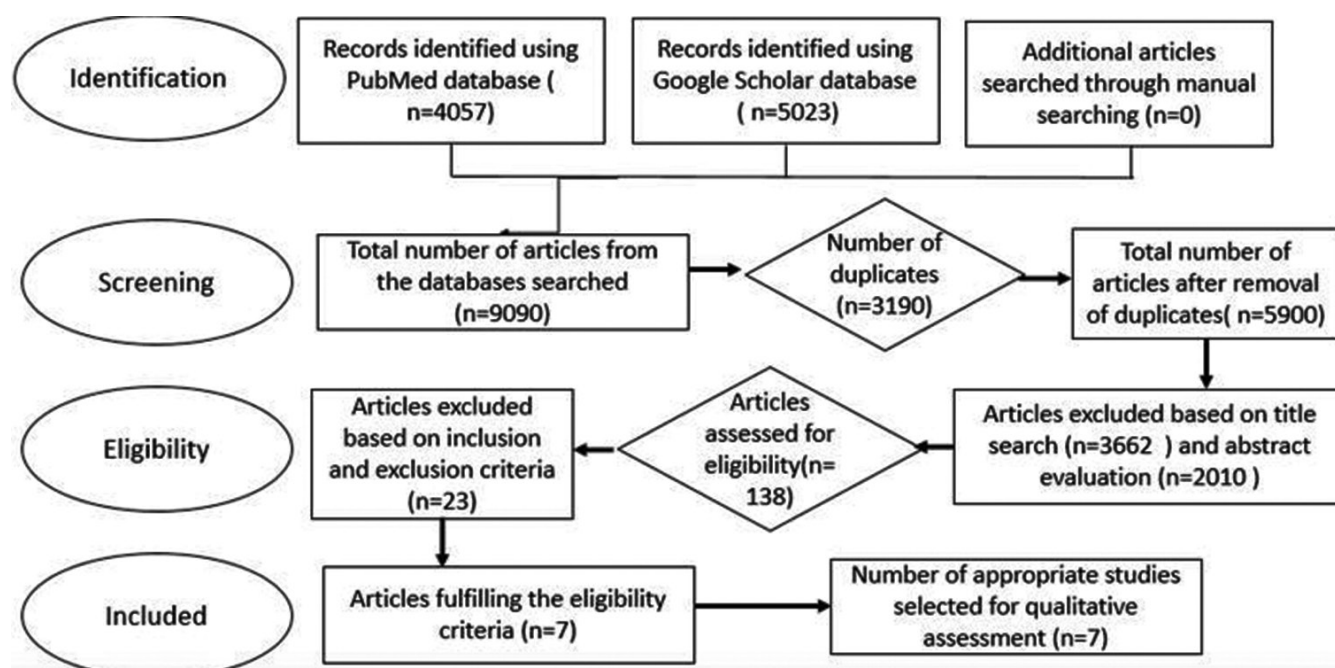 Identification
Records identified using
PubMed database (
n=4057)
Records identified using
Google Scholar database
( n=5023)
Additional articles
searched through manual
searching (n=0)
Screening
Total number of articles from
the databases searched
(n=9090)
Number of
duplicates
(n=3190)
Total number of
articles after removal
of duplicates( n=5900)
Eligibility
Articles excluded
based on inclusion
and exclusion criteria
(n=23)
Articles
assessed for
eligibility(n=
138)
Articles excluded based on title
search (n=3662 ) and abstract
evaluation (n=2010 )
Included
Articles fulfilling the eligibility
criteria (n=7)
Number of appropriate studies
selected for qualitative
assessment (n=7)